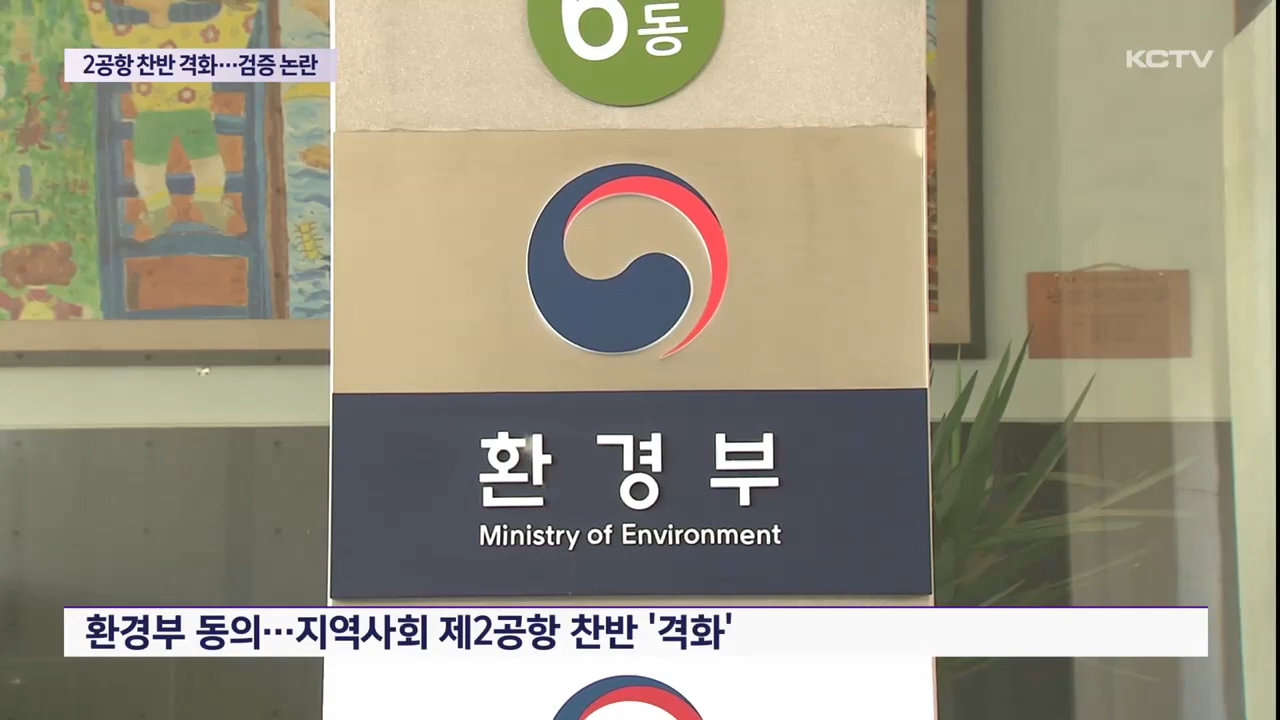 6동
2공항 찬반 격화…검증 논란
KCTV
환경부
Ministry of Environment
환경부 동의…지역사회 제2공항 찬반 '격화'